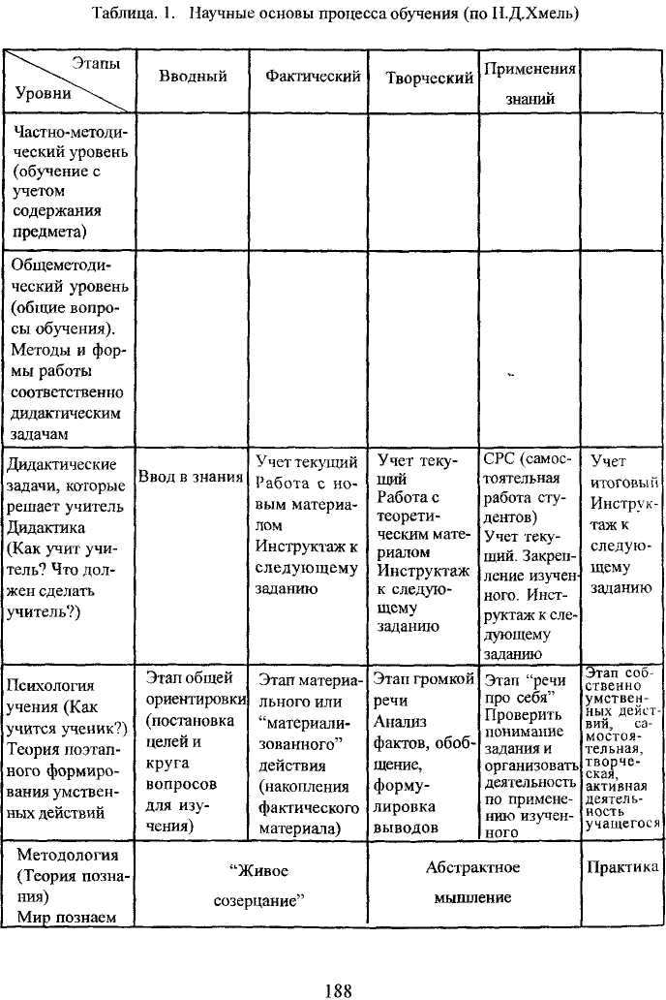 Таблица. 1. Научные основы процесса обучения (по Н.Д.Хмель)
Этапы
Уровни
Вводный
Фактический
Творческий
Применения
знаний
Частно-методи-
ческий уровень
(обучение с
учетом
содержания
предмета)
Общеметоди-
ческий уровень
(общие вопро-
сы обучения).
Методы и фор-
мы работы
соответственно
дидактическим
задачам
Дидактические
задачи, которые
решает учитель
Дидактика
(Как учит учи-
тель? Что дол-
жен сделать
учитель?)
Ввод в знания
Учет текущий
Работа с но-
вым материа-
лом
Инструктаж к
следующему
заданию
Учет теку-
щий
Работа с
теорети-
ческим мате-
риалом
Инструктаж
к следую-
щему
заданию
СРС (самос-
тоятельная
работа сту-
дентов)
Учет теку-
щий. Закреп-
ление изучен-
ного. Инст-
руктаж к сле-
дующему
заданию
Учет
итоговый
Инструк-
таж к
следую-
щему
заданию
Психология
учения (Как
учится ученик?)
Теория поэтап-
ного формиро-
вания умствен-
ных действий
Этап общей
ориентировки
(постановка
целей и
круга
вопросов
для изу-
чения)
Этап материа-
льного или
“материали-
зованного”
действия
(накопления
фактического
материала)
Этап громкой
речи
Анализ
фактов, обоб-
щение,
форму-
лировка
выводов
Этап “речи
про себя”
Проверить
понимание
задания и
организовать
деятельность
по примене-
нию изучен-
ного
Этап соб-
ственно
умствен-
ных дейст-
вий, са-
мостоя-
тельная,
творче-
ская,
активная
деятель-
ность
учащегося
Методология
(Теория позна-
ния)
Мир познаем
“Живое
созерцание”
Абстрактное
мышление
Практика
188